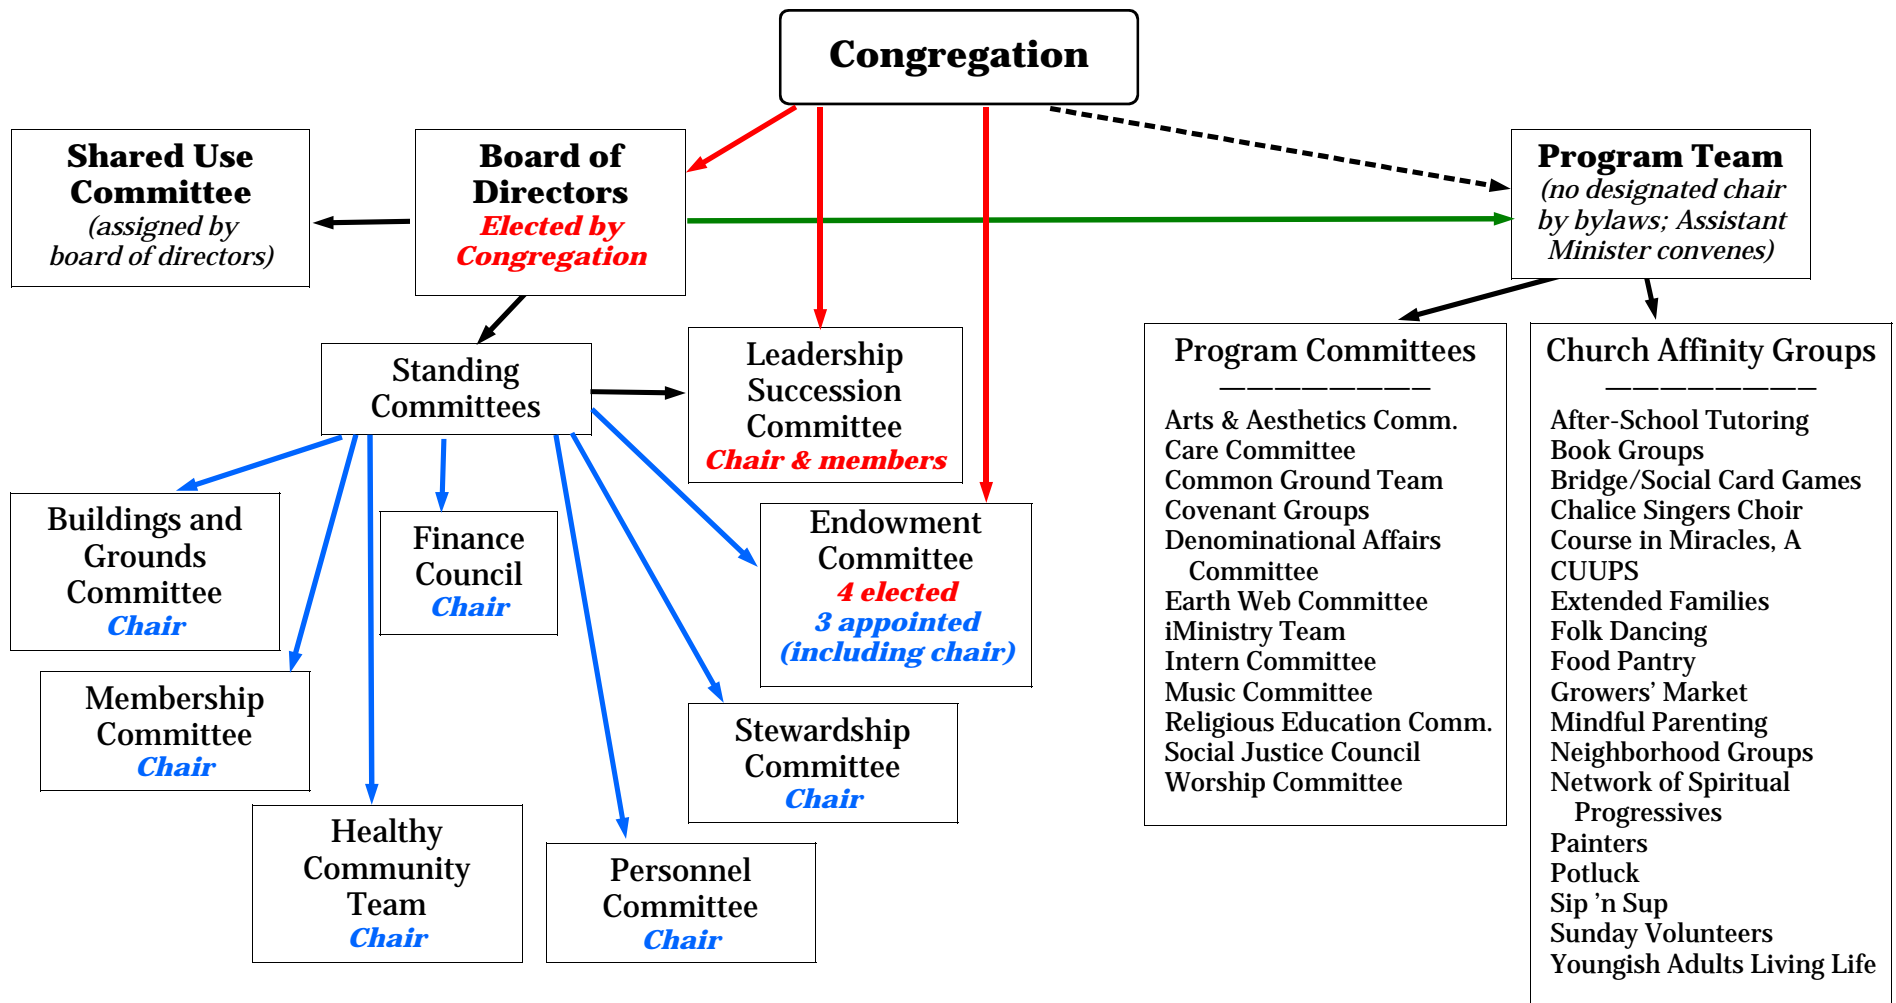 Congregation
Shared Use
Committee
(assigned by
board of directors)
Board of
Directors
Elected by
Congregation
Program Team
(no designated chair
by bylaws; Assistant
Minister convenes)
Standing
Committees
Leadership
Succession
Committee
Chair & members
Buildings and
Grounds
Committee
Chair
Finance
Council
Chair
Endowment
Committee
4 elected
3 appointed
(including chair)
Membership
Committee
Chair
Stewardship
Committee
Chair
Healthy
Community
Team
Chair
Personnel
Committee
Chair
Program Committees
————————
Arts & Aesthetics Comm.
Care Committee
Common Ground Team
Covenant Groups
Denominational Affairs
Committee
Earth Web Committee
iMinistry Team
Intern Committee
Music Committee
Religious Education Comm.
Social Justice Council
Worship Committee
Church Affinity Groups
————————
After-School Tutoring
Book Groups
Bridge/Social Card Games
Chalice Singers Choir
Course in Miracles, A
CUUPS
Extended Families
Folk Dancing
Food Pantry
Growers’ Market
Mindful Parenting
Neighborhood Groups
Network of Spiritual
Progressives
Painters
Potluck
Sip ’n Sup
Sunday Volunteers
Youngish Adults Living Life